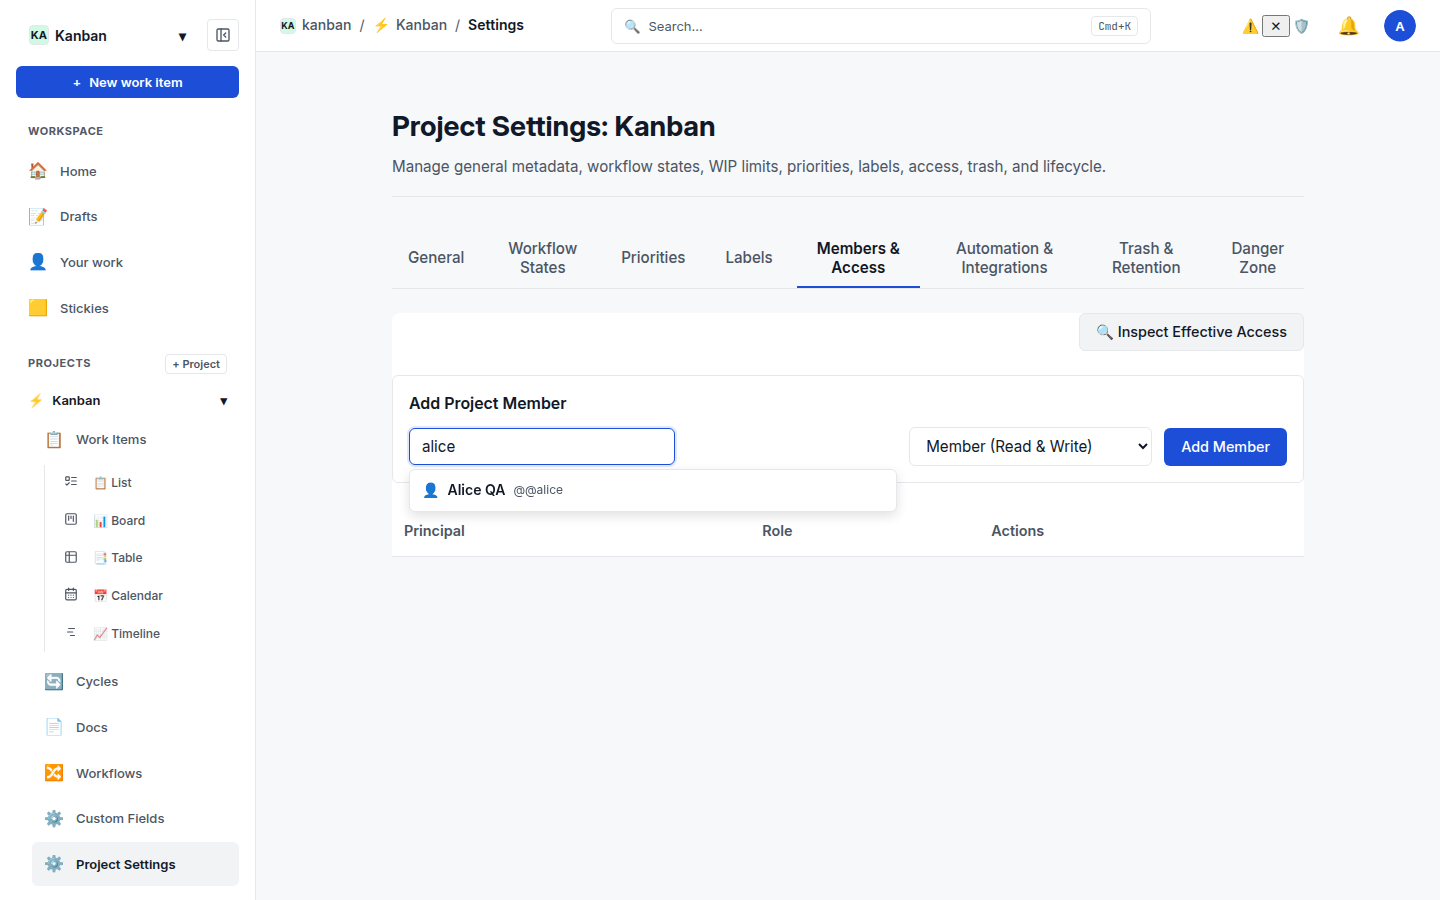 KA Kanban
+ New work item
WORKSPACE
Home
Drafts
Your work
Stickies
PROJECTS
+ Project
Kanban
Work Items
List
Board
Table
Calendar
Timeline
Cycles
Docs
Workflows
Custom Fields
Project Settings
KA kanban / Kanban / Settings
Search...
Cmd+K
A
Project Settings: Kanban
Manage general metadata, workflow states, WIP limits, priorities, labels, access, trash, and lifecycle.
General
Workflow
States
Priorities
Labels
Members &
Access
Automation &
Integrations
Trash &
Retention
Danger
Zone
Inspect Effective Access
Add Project Member
alice
Member (Read & Write)
Add Member
Alice QA @@alice
Principal
Role
Actions